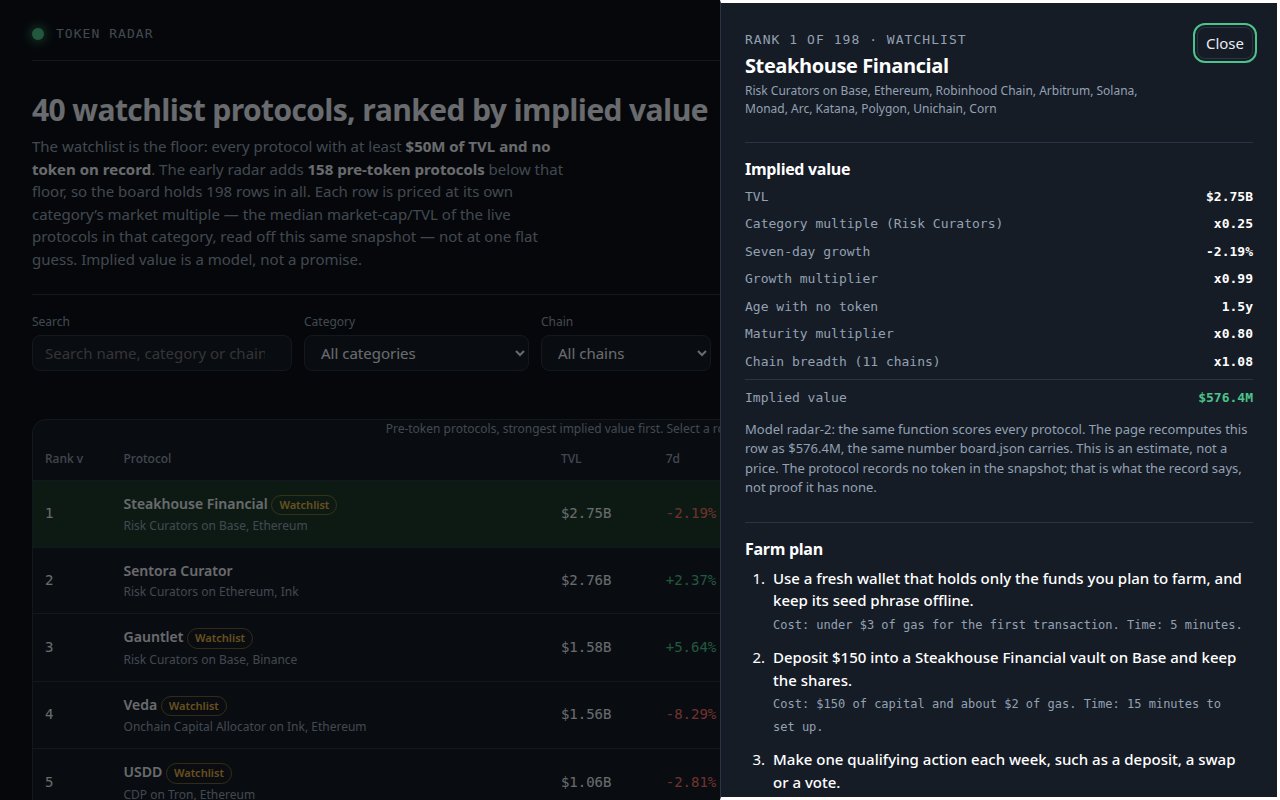 TOKEN RADAR
40 watchlist protocols, ranked by implied value
The watchlist is the floor: every protocol with at least $50M of TVL and no
token on record. The early radar adds 158 pre-token protocols below that
floor, so the board holds 198 rows in all. Each row is priced at its own
category's market multiple — the median market-cap/TVL of the live
protocols in that category, read off this same snapshot — not at one flat
guess. Implied value is a model, not a promise.
Search
Category
Chain
Search name, category or chain
All categories
All chains
Pre-token protocols, strongest implied value first. Select a
Rank v
Protocol
TVL
7d
1
Steakhouse Financial
Watchlist
Risk Curators on Base, Ethereum
$2.75B
-2.19%
2
Sentora Curator
Risk Curators on Ethereum, Ink
$2.76B
+2.37%
3
Gauntlet
Watchlist
Risk Curators on Base, Binance
$1.58B
+5.64%
4
Veda
Watchlist
Onchain Capital Allocator on Ink, Ethereum
$1.56B
-8.29%
5
USDD
Watchlist
CDP on Tron, Ethereum
$1.06B
-2.81%
RANK 1 OF 198 · WATCHLIST
Close
Steakhouse Financial
Risk Curators on Base, Ethereum, Robinhood Chain, Arbitrum, Solana,
Monad, Arc, Katana, Polygon, Unichain, Corn
Implied value
TVL $2.75B
Category multiple (Risk Curators) x0.25
Seven-day growth -2.19%
Growth multiplier x0.99
Age with no token 1.5y
Maturity multiplier x0.80
Chain breadth (11 chains) x1.08
Implied value $576.4M
Model radar-2: the same function scores every protocol. The page recomputes this
row as $576.4M, the same number board.json carries. This is an estimate, not a
price. The protocol records no token in the snapshot; that is what the record says,
not proof it has none.
Farm plan
1. Use a fresh wallet that holds only the funds you plan to farm, and
keep its seed phrase offline.
Cost: under $3 of gas for the first transaction. Time: 5 minutes.
2. Deposit $150 into a Steakhouse Financial vault on Base and keep
the shares.
Cost: $150 of capital and about $2 of gas. Time: 15 minutes to
set up.
3. Make one qualifying action each week, such as a deposit, a swap
or a vote.